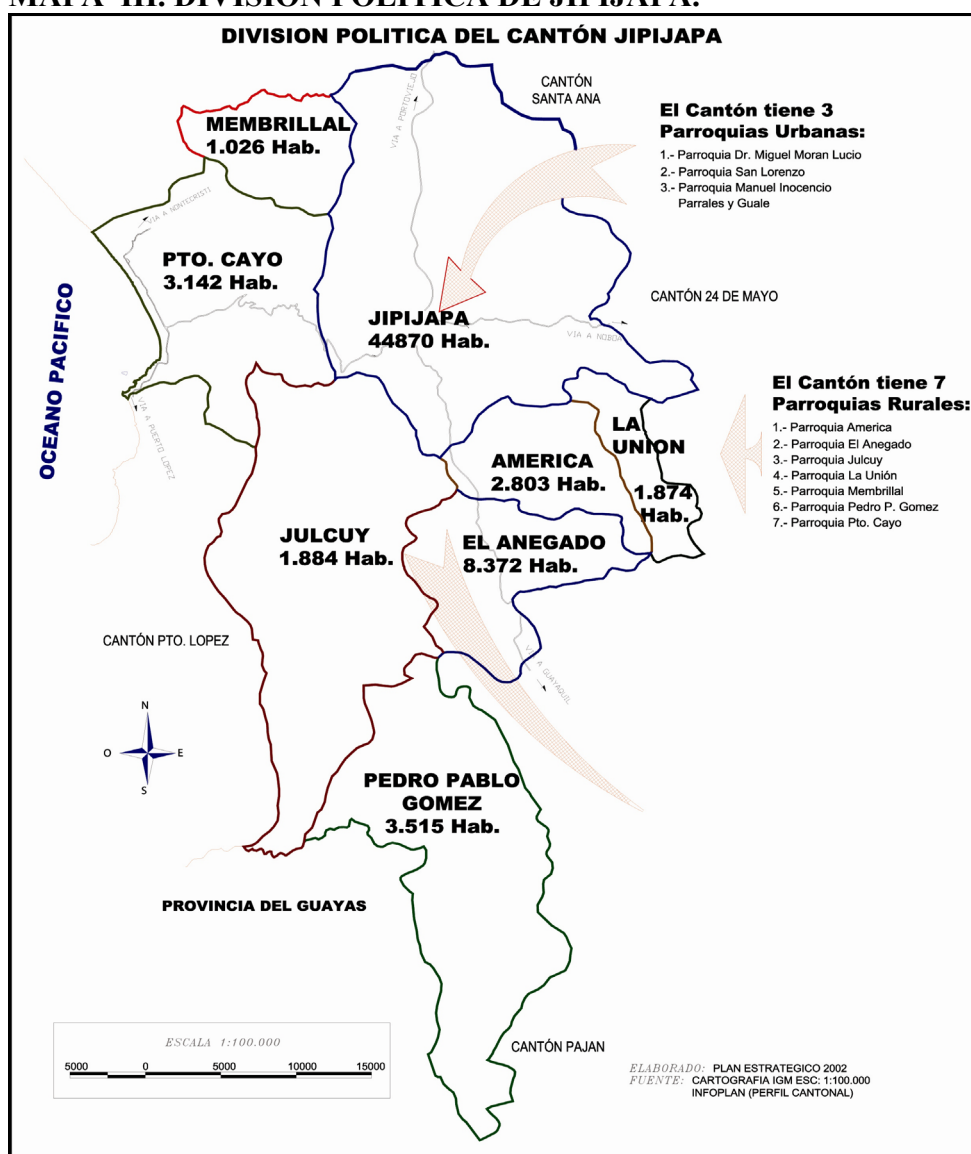 MAPA III. DIVISION POLITICA DE JIPIJAPA.
DIVISION POLITICA DEL CANTÓN JIPIJAPA
CANTÓN
SANTA ANA
El Cantón tiene 3
Parroquias Urbanas:
1.- Parroquia Dr. Miguel Moran Lucio
2.- Parroquia San Lorenzo
3.- Parroquia Manuel Inocencio
Parrales y Guale
MEMBRILLAL
1.026 Hab.
VIA A PORTOVIEJO
VIA A MONTECRISTI
PTO. CAYO
3.142 Hab.
CANTÓN 24 DE MAYO
JIPIJAPA
44870 Hab.
VIA A NOBOA
OCEANO PACIFICO
VIA A PUERTO LOPEZ
El Cantón tiene 7
Parroquias Rurales:
1.- Parroquia America
2.- Parroquia El Anegado
3.- Parroquia Julcuy
4.- Parroquia La Unión
5.- Parroquia Membrillal
6.- Parroquia Pedro P. Gomez
7.- Parroquia Pto. Cayo
LA
UNION
1.874
Hab.
AMERICA
2.803 Hab.
JULCUY
1.884 Hab.
EL ANEGADO
8.372 Hab.
CANTÓN PTO. LOPEZ
VIA A GUAYAQUIL
N
O
E
S
PEDRO PABLO
GOMEZ
3.515 Hab.
PROVINCIA DEL GUAYAS
ESCALA 1:100.000
5000 0 5000 10000 15000
CANTÓN PAJAN
ELABORADO: PLAN ESTRATEGICO 2002
FUENTE: CARTOGRAFIA IGM ESC: 1:100.000
INFOPLAN (PERFIL CANTONAL)